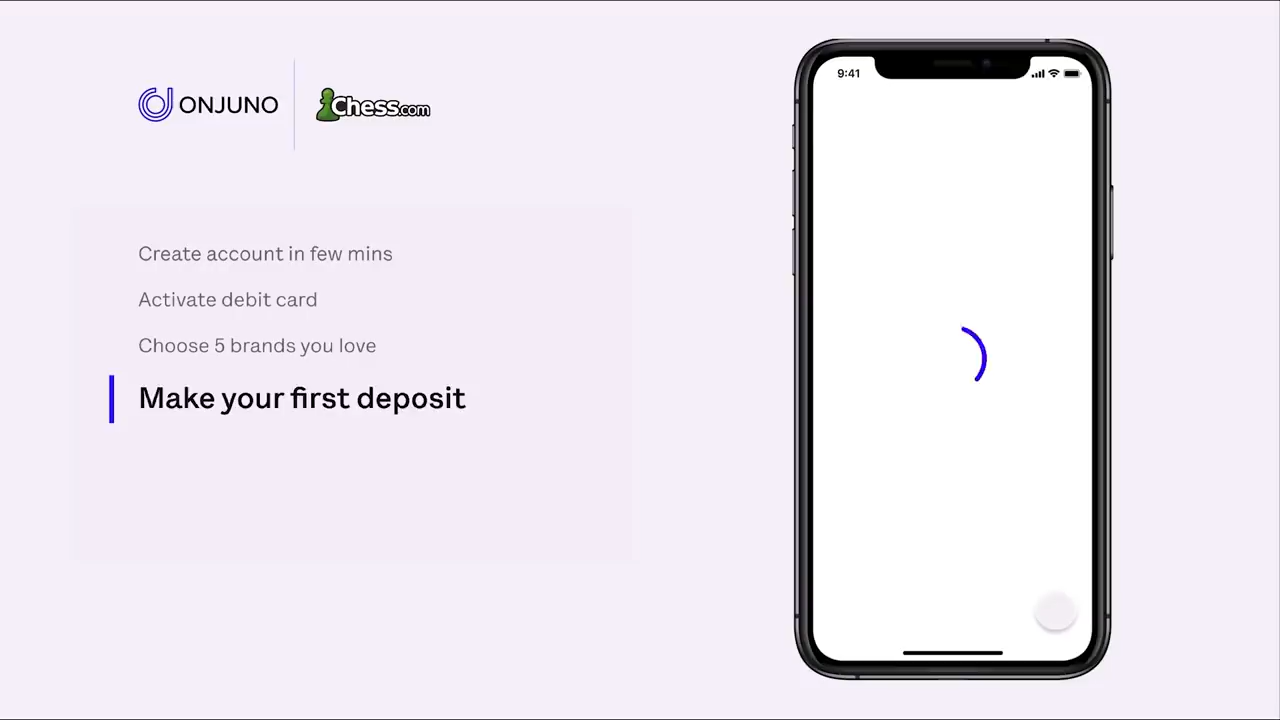 ONJUNO
Chess.com
Create account in few mins
Activate debit card
Choose 5 brands you love
Make your first deposit
9:41